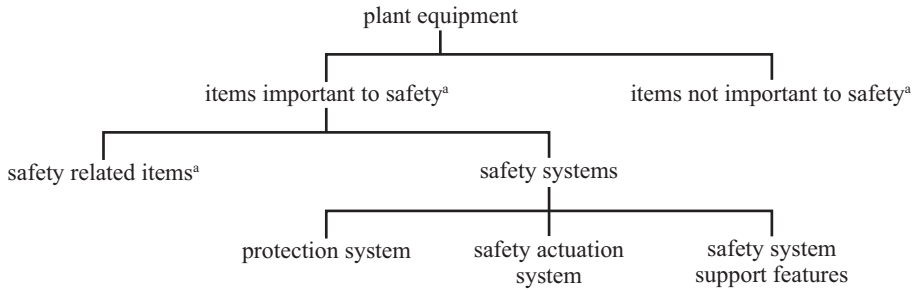 plant equipment
items important to safetyᵃ
items not important to safetyᵃ
safety related itemsᵃ
safety systems
protection system
safety actuation
system
safety system
support features